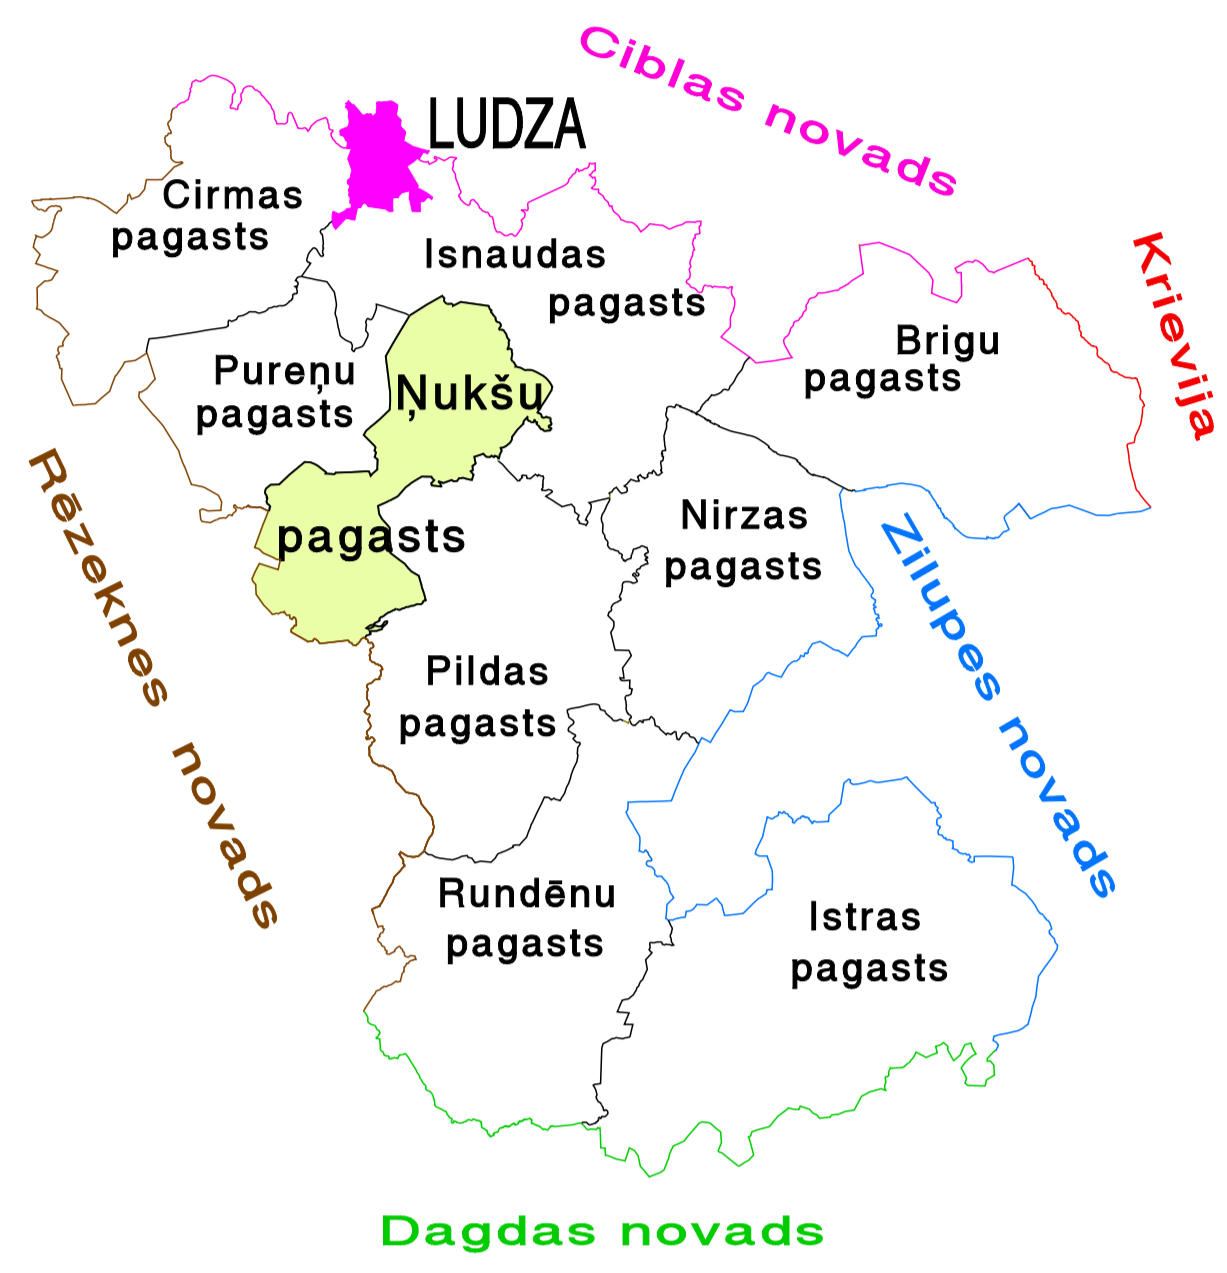 Ciblas novads
LUDZA
Cirmas
pagasts
Isnaudas
pagasts
Krievija
Brigu
pagasts
Pureņu
pagasts
Ņukšu
pagasts
Rēzeknes novads
Nirzas
pagasts
Zilupes novads
Pildas
pagasts
Rundēnu
pagasts
Istras
pagasts
Dagdas novads